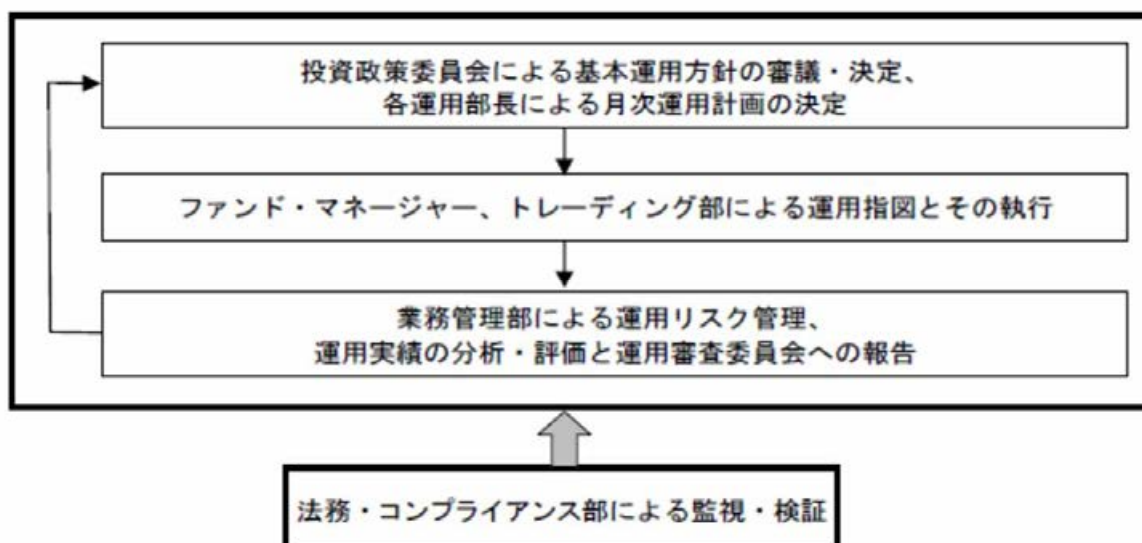 投資政策委員会による基本運用方針の審議・決定、
各運用部長による月次運用計画の決定
ファンド・マネージャー、トレーディング部による運用指図とその執行
業務管理部による運用リスク管理、
運用実績の分析・評価と運用審査委員会への報告
法務・コンプライアンス部による監視・検証